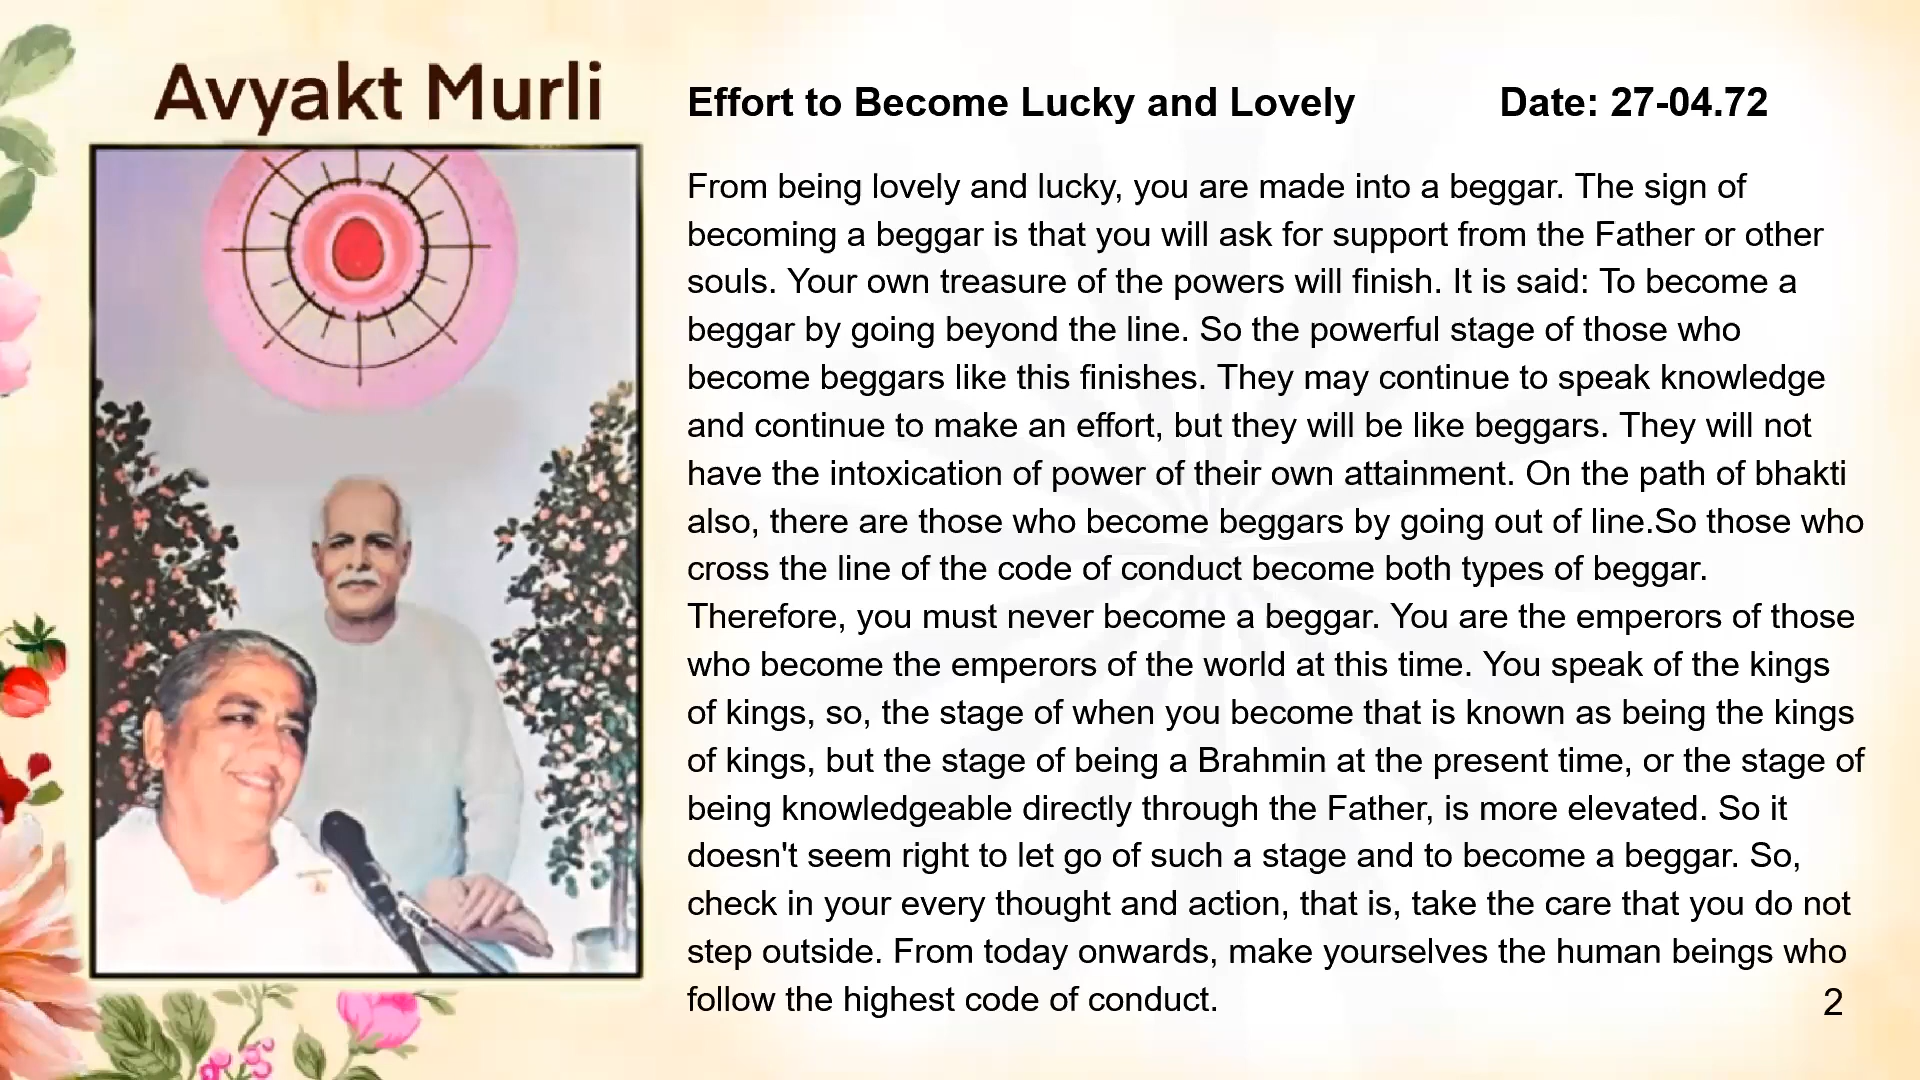 Avyakt Murli
Effort to Become Lucky and Lovely Date: 27-04.72
From being lovely and lucky, you are made into a beggar. The sign of
becoming a beggar is that you will ask for support from the Father or other
souls. Your own treasure of the powers will finish. It is said: To become a
beggar by going beyond the line. So the powerful stage of those who
become beggars like this finishes. They may continue to speak knowledge
and continue to make an effort, but they will be like beggars. They will not
have the intoxication of power of their own attainment. On the path of bhakti
also, there are those who become beggars by going out of line.So those who
cross the line of the code of conduct become both types of beggar.
Therefore, you must never become a beggar. You are the emperors of those
who become the emperors of the world at this time. You speak of the kings
of kings, so, the stage of when you become that is known as being the kings
of kings, but the stage of being a Brahmin at the present time, or the stage of
being knowledgeable directly through the Father, is more elevated. So it
doesn't seem right to let go of such a stage and to become a beggar. So,
check in your every thought and action, that is, take the care that you do not
step outside. From today onwards, make yourselves the human beings who
follow the highest code of conduct.
2